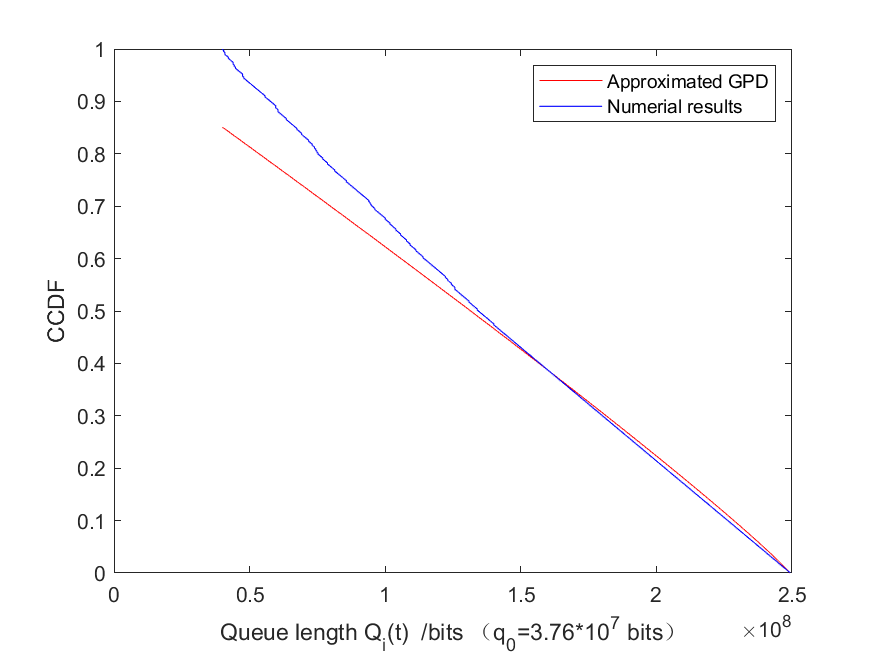 Approximated GPD
Numerial results
1
0.9
0.8
0.7
0.6
0.5
0.4
0.3
0.2
0.1
0
CCDF
0 0.5 1 1.5 2 2.5
×10^8
Queue length Q_i(t) /bits （q_0=3.76*10^7 bits）